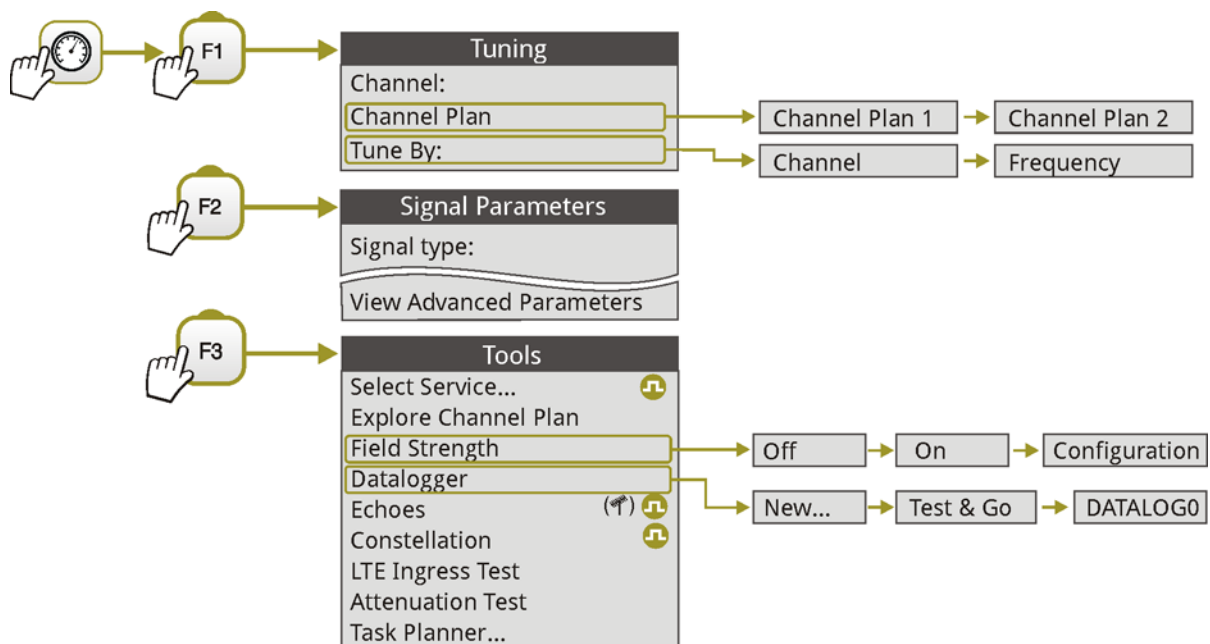 F1
Tuning
Channel:
Channel Plan
Channel Plan 1
Channel Plan 2
Tune By:
Channel
Frequency
F2
Signal Parameters
Signal type:
View Advanced Parameters
F3
Tools
Select Service...
Explore Channel Plan
Field Strength
Off
On
Configuration
Datalogger
New...
Test & Go
DATALOG0
Echoes
Constellation
LTE Ingress Test
Attenuation Test
Task Planner...